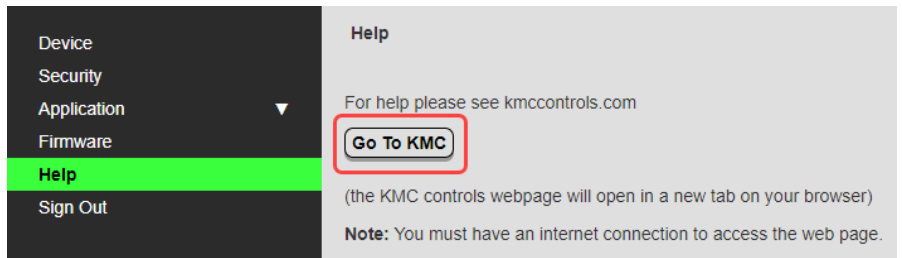 Device
Security
Application ▼
Firmware
Help
Sign Out
Help
For help please see kmccontrols.com
Go To KMC
(the KMC controls webpage will open in a new tab on your browser)
Note: You must have an internet connection to access the web page.